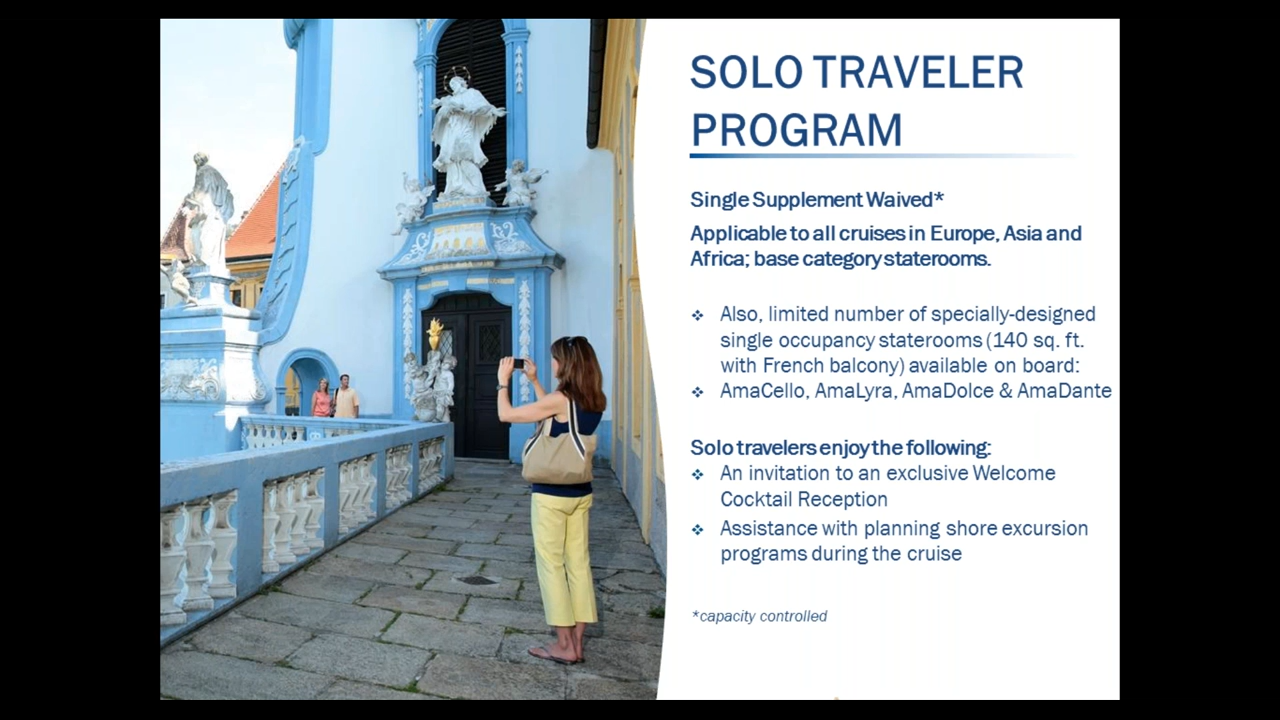 SOLO TRAVELER
PROGRAM
Single Supplement Waived*
Applicable to all cruises in Europe, Asia and
Africa; base category staterooms.
❖ Also, limited number of specially-designed
single occupancy staterooms (140 sq. ft.
with French balcony) available on board:
❖ AmaCello, AmaLyra, AmaDolce & AmaDante
Solo travelers enjoy the following:
❖ An invitation to an exclusive Welcome
Cocktail Reception
❖ Assistance with planning shore excursion
programs during the cruise
*capacity controlled